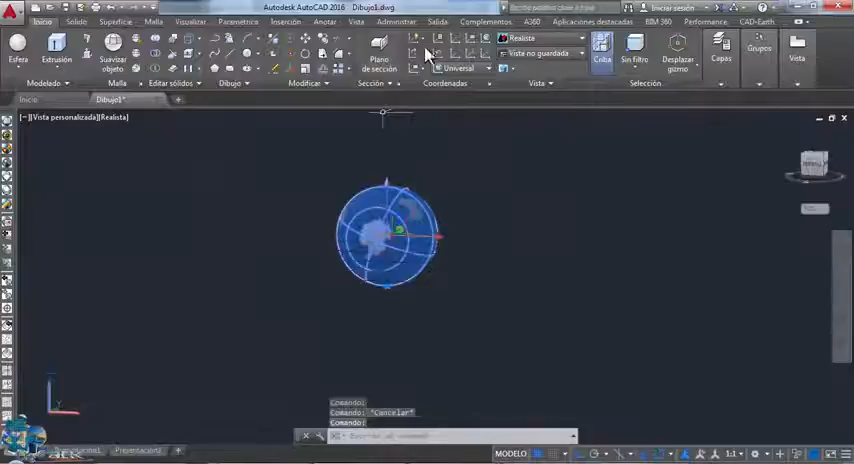 Autodesk AutoCAD 2016 Dibujo1.dwg
Iniciar sesión
Inicio Sólido Superficie Malla Visualizar Paramétrico Inserción Anotar Vista Administrar Salida Complementos A360 Aplicaciones destacadas BIM 360 Performance CAD-Earth
Esfera Extrusión Suavizar objeto Plano de sección Universal Realista Vista no guardada Criba Sin filtro Desplazar gizmo Capas Grupos Vista
Modelado Malla Editar sólidos Dibujo Modificar Sección Coordenadas Vista Selección
Inicio Dibujo1* +
[−][Vista personalizada][Realista]
Y
Comando:
Comando: *Cancelar*
Comando:
Presentación1 Presentación2 +
MODELO 1:1